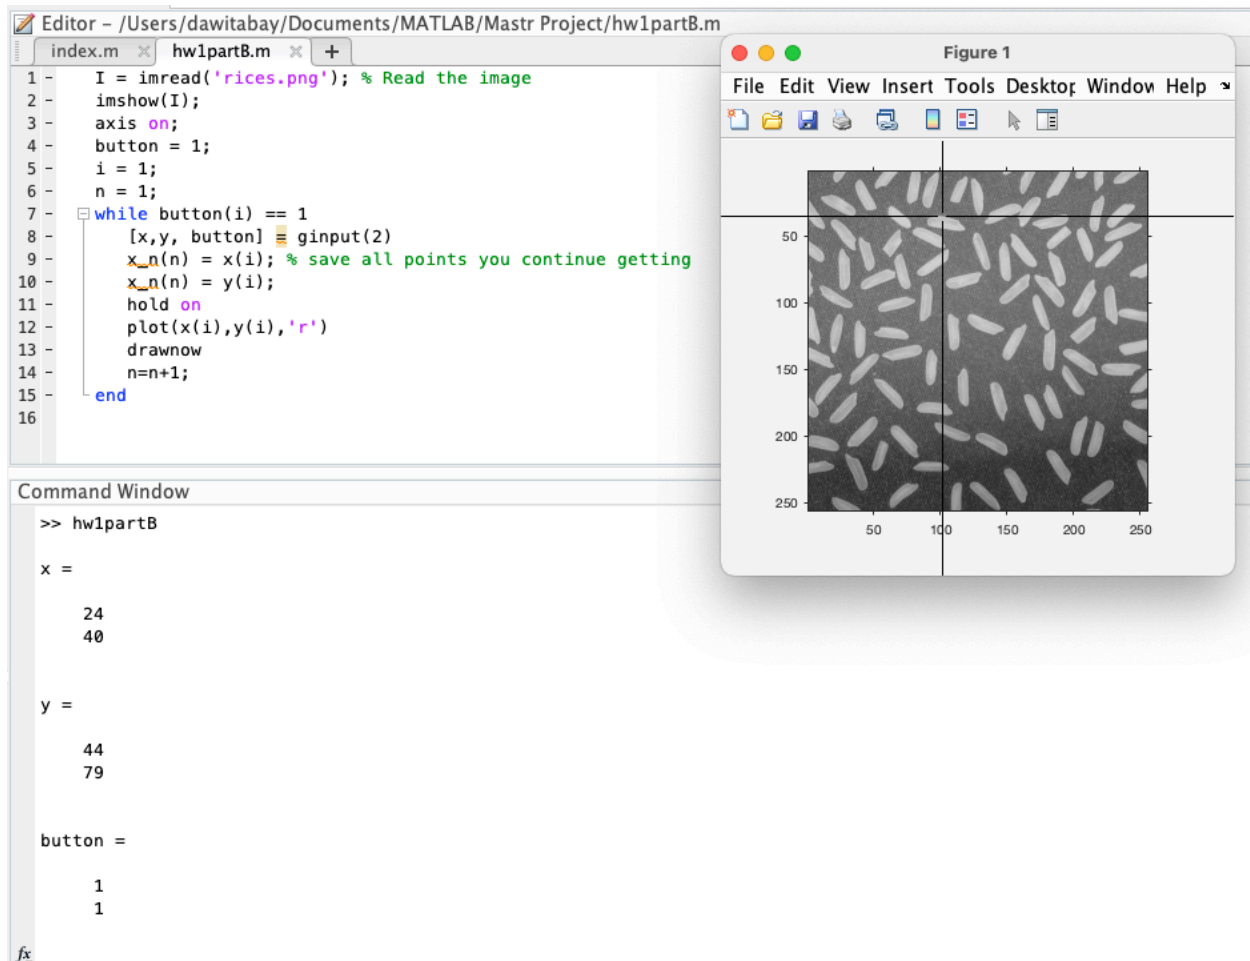 Editor - /Users/dawitabay/Documents/MATLAB/Mastr Project/hw1partB.m
index.m hw1partB.m +
1 - I = imread('rices.png'); % Read the image
2 - imshow(I);
3 - axis on;
4 - button = 1;
5 - i = 1;
6 - n = 1;
7 - while button(i) == 1
8 - [x,y, button] = ginput(2)
9 - x_n(n) = x(i); % save all points you continue getting
10 - x_n(n) = y(i);
11 - hold on
12 - plot(x(i),y(i),'r')
13 - drawnow
14 - n=n+1;
15 - end
16
Figure 1
File Edit View Insert Tools Desktop Window Help
50
100
150
200
250
50 100 150 200 250
Command Window
>> hw1partB
x =
24
40
y =
44
79
button =
1
1
fx